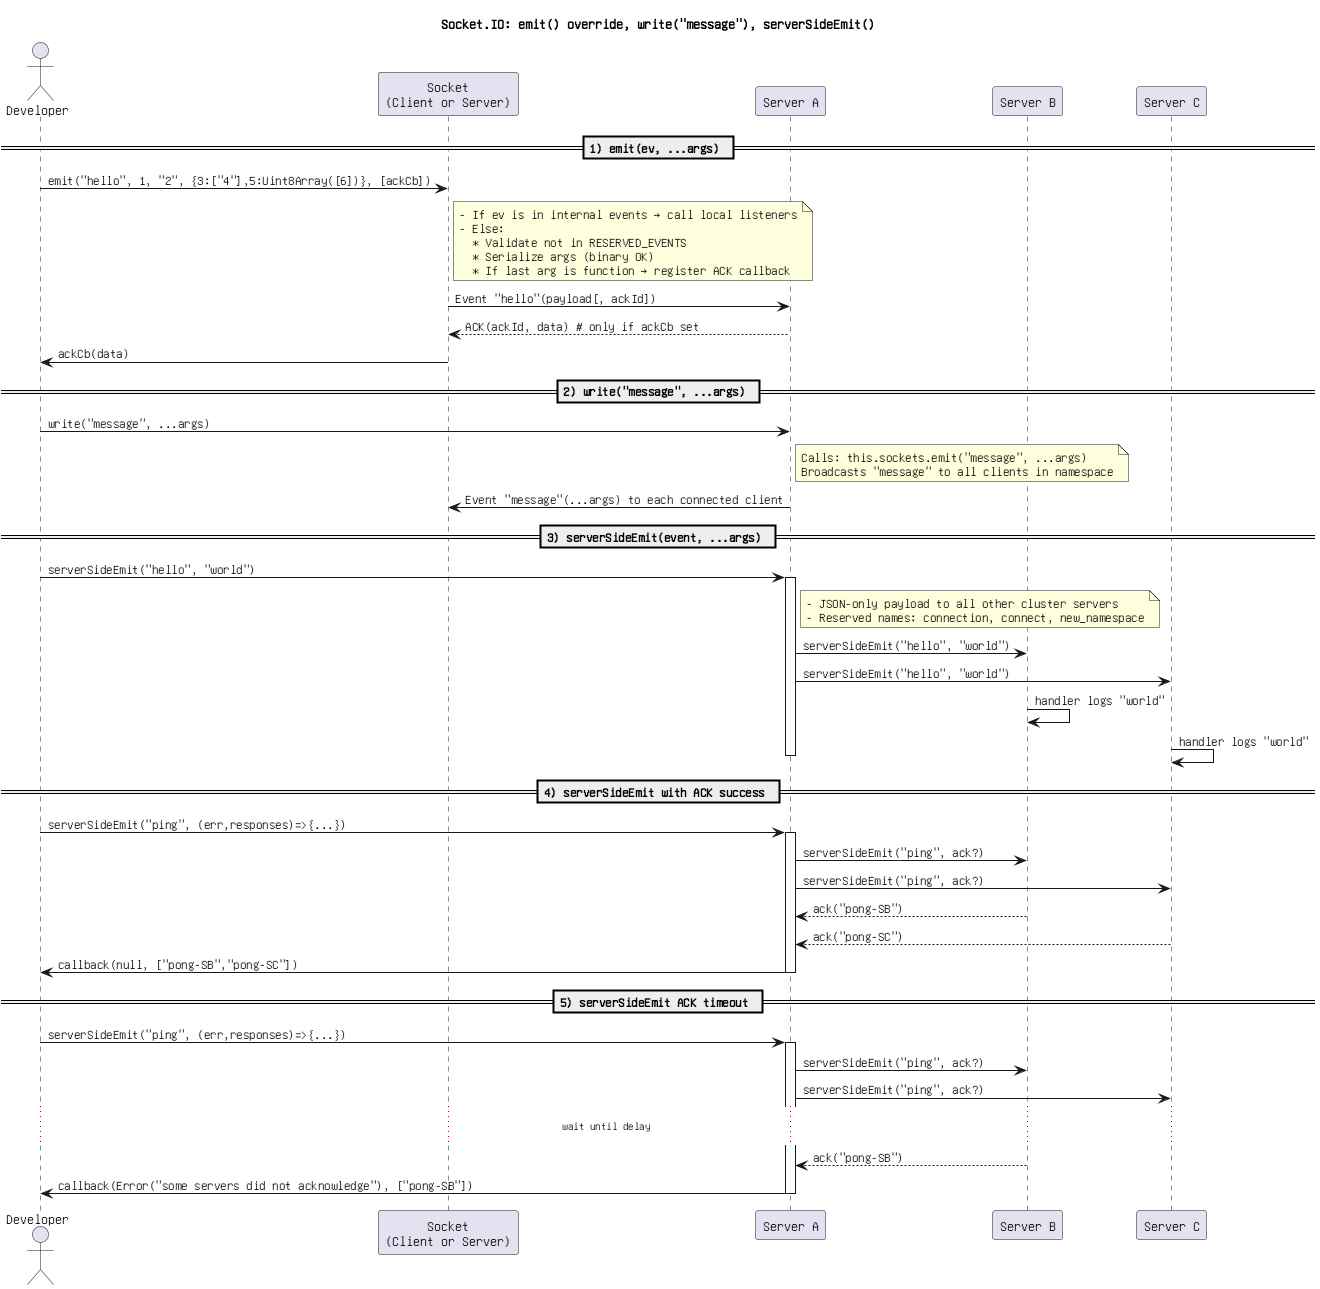 Socket.IO: emit() override, write("message"), serverSideEmit()
Developer
Socket
(Client or Server)
Server A
Server B
Server C
1) emit(ev, ...args)
emit("hello", 1, "2", {3:["4"],5:Uint8Array([6])}, [ackCb])
- If ev is in internal events → call local listeners
- Else:
* Validate not in RESERVED_EVENTS
* Serialize args (binary OK)
* If last arg is function → register ACK callback
Event "hello"(payload[, ackId])
ACK(ackId, data) # only if ackCb set
ackCb(data)
2) write("message", ...args)
write("message", ...args)
Calls: this.sockets.emit("message", ...args)
Broadcasts "message" to all clients in namespace
Event "message"(...args) to each connected client
3) serverSideEmit(event, ...args)
serverSideEmit("hello", "world")
- JSON-only payload to all other cluster servers
- Reserved names: connection, connect, new_namespace
serverSideEmit("hello", "world")
serverSideEmit("hello", "world")
handler logs "world"
handler logs "world"
4) serverSideEmit with ACK success
serverSideEmit("ping", (err,responses)=>{...})
serverSideEmit("ping", ack?)
serverSideEmit("ping", ack?)
ack("pong-SB")
ack("pong-SC")
callback(null, ["pong-SB","pong-SC"])
5) serverSideEmit ACK timeout
serverSideEmit("ping", (err,responses)=>{...})
serverSideEmit("ping", ack?)
serverSideEmit("ping", ack?)
wait until delay
ack("pong-SB")
callback(Error("some servers did not acknowledge"), ["pong-SB"])
Developer
Socket
(Client or Server)
Server A
Server B
Server C